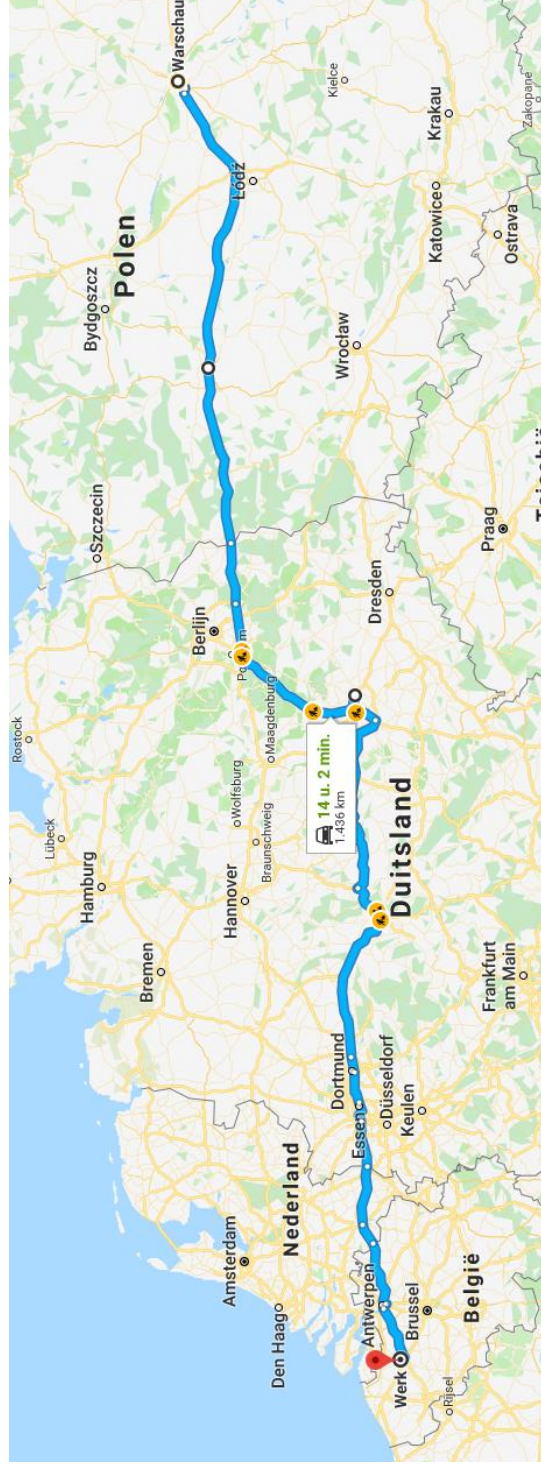 Rostock
Lübeck
Hamburg
Szczecin
Bremen
Bydgoszcz
Polen
Warschau
Amsterdam
Hannover
Wolfsburg
Braunschweig
Maagdenburg
Berlijn
Den Haag
Nederland
Łódź
Kielce
Antwerpen
Essen
Dortmund
14 u. 2 min.
1.436 km
Wrocław
Werk
Brussel
Düsseldorf
Keulen
Duitsland
Dresden
Katowice
Krakau
België
Rijsel
Frankfurt
am Main
Praag
Ostrava
Zakopane